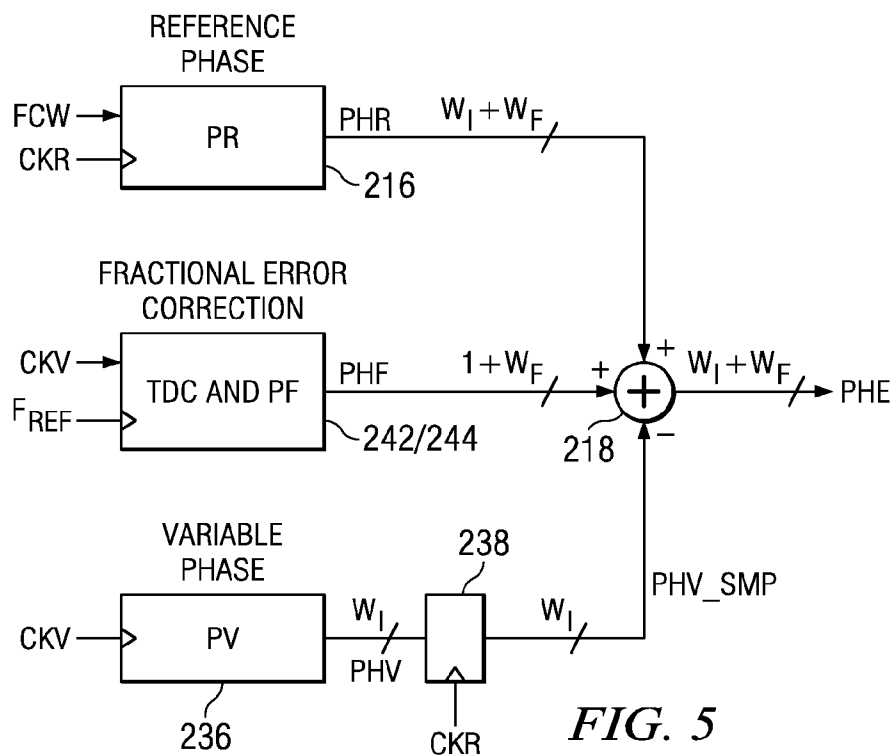 REFERENCE
PHASE
FCW
CKR
PR
PHR
W_I+W_F
216
FRACTIONAL ERROR
CORRECTION
CKV
F_REF
TDC AND PF
PHF
1+W_F
242/244
+
+
+
−
218
W_I+W_F
PHE
VARIABLE
PHASE
CKV
PV
236
W_I
PHV
238
CKR
W_I
PHV_SMP
FIG. 5